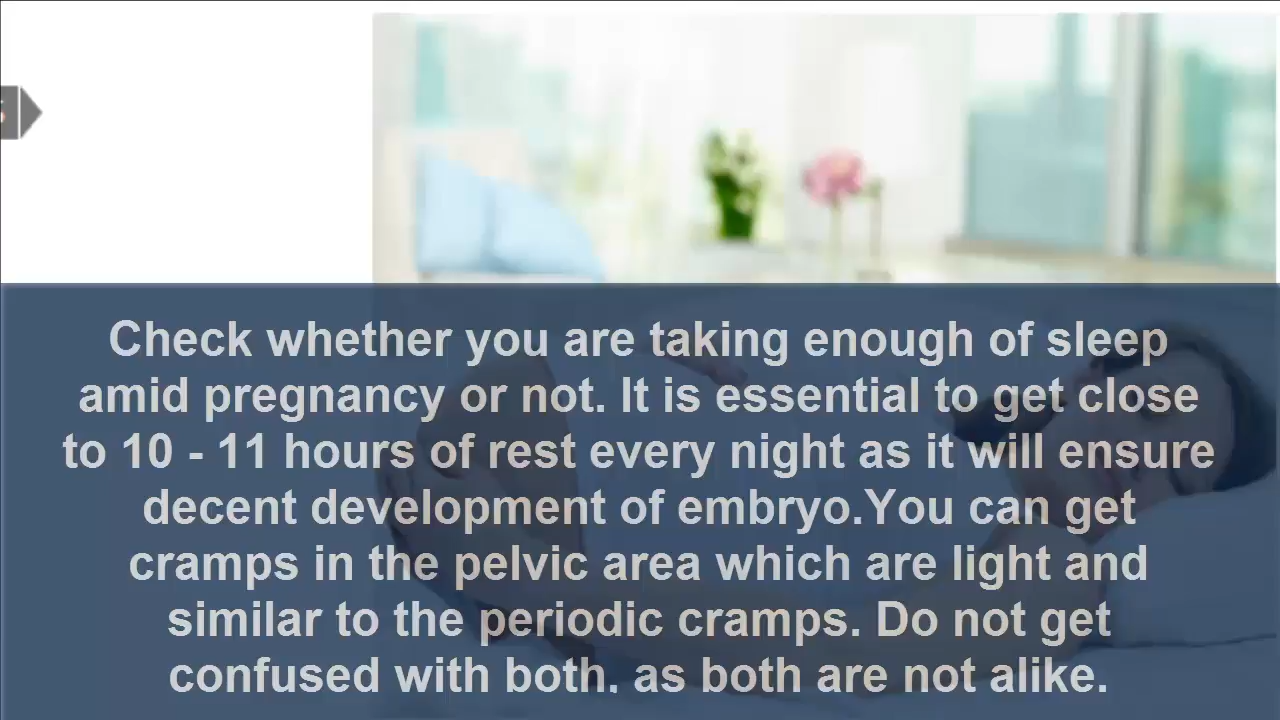 Check whether you are taking enough of sleep
amid pregnancy or not. It is essential to get close
to 10 - 11 hours of rest every night as it will ensure
decent development of embryo.You can get
cramps in the pelvic area which are light and
similar to the periodic cramps. Do not get
confused with both, as both are not alike.